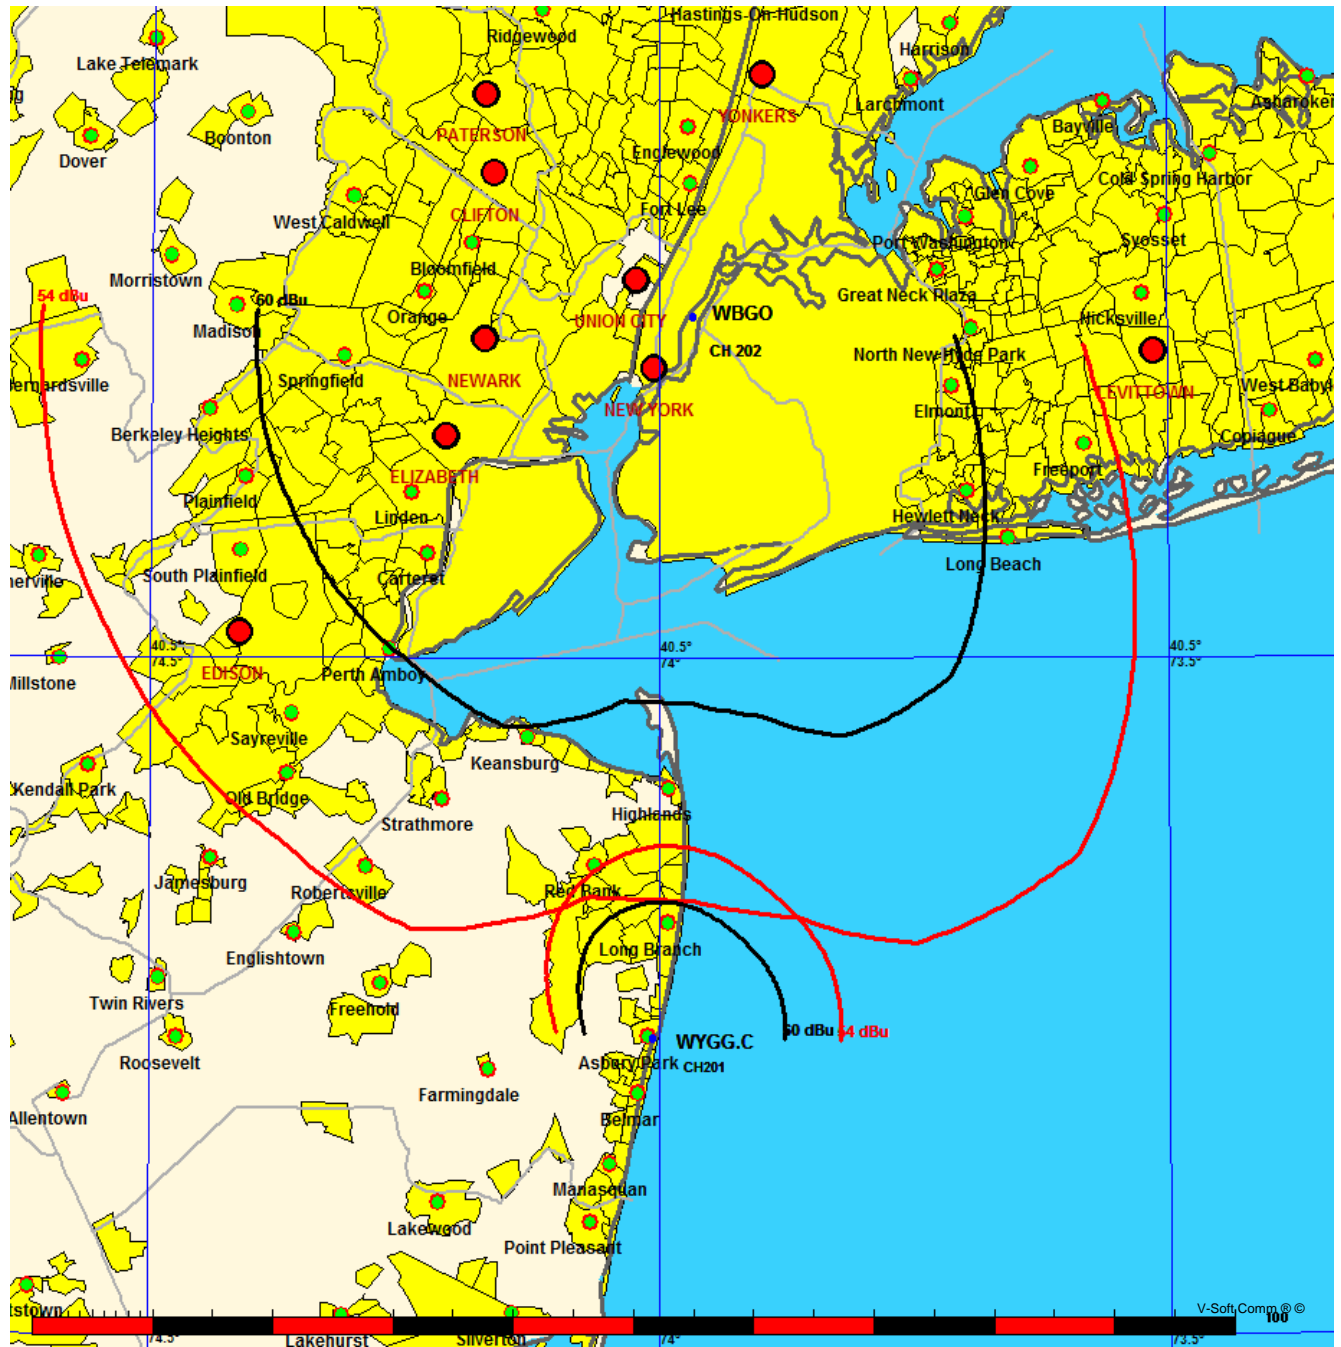 Hastings-On-Hudson
Ridgewood
Harrison
Lake Telemark
Larchmont
Asharoken
YONKERS
Bayville
PATERSON
Boonton
Englewood
Dover
Glen Cove
Cold Spring Harbor
Fort Lee
CLIFTON
West Caldwell
Port Washington
Syosset
Bloomfield
Morristown
Great Neck Plaza
54 dBu
60 dBu
WBGO
Orange
UNION CITY
Hicksville
Madison
CH 202
North New Hyde Park
Springfield
NEWARK
ernardsville
West Babyl
LEVITTOWN
NEW YORK
Elmont
Berkeley Heights
Copiague
Freeport
ELIZABETH
Plainfield
Linden
Hewlett Neck
South Plainfield
Carteret
Long Beach
nerville
40.5°
74.5°
40.5°
74°
40.5°
73.5°
EDISON
Perth Amboy
Millstone
Sayreville
Keansburg
Kendall Park
Old Bridge
Highlands
Strathmore
Jamesburg
Robertsville
Red Bank
Long Branch
Englishtown
Twin Rivers
Freehold
60 dBu
54 dBu
WYGG.C
Roosevelt
Asbury Park
CH201
Farmingdale
Allentown
Belmar
Manasquan
Lakewood
Point Pleasant
V-Soft Comm ® ©
tstown
100
74.5°
Lakehurst
Silverton
74°
73.5°